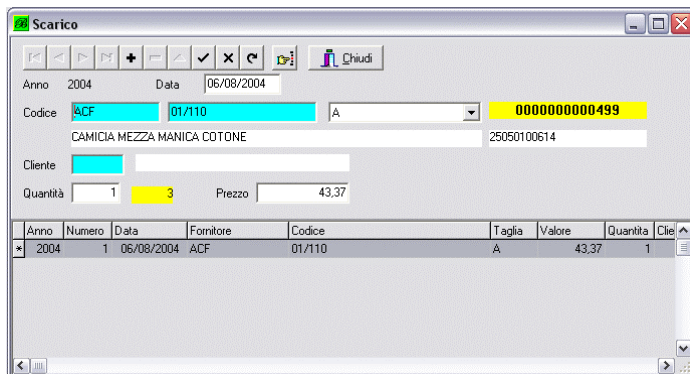 Scarico
Chiudi
Anno 2004 Data 06/08/2004
Codice ACF 01/110 A 0000000000499
CAMICIA MEZZA MANICA COTONE 25050100614
Cliente
Quantità 1 3 Prezzo 43,37
Anno Numero Data Fornitore Codice Taglia Valore Quantita Clie
* 2004 1 06/08/2004 ACF 01/110 A 43,37 1